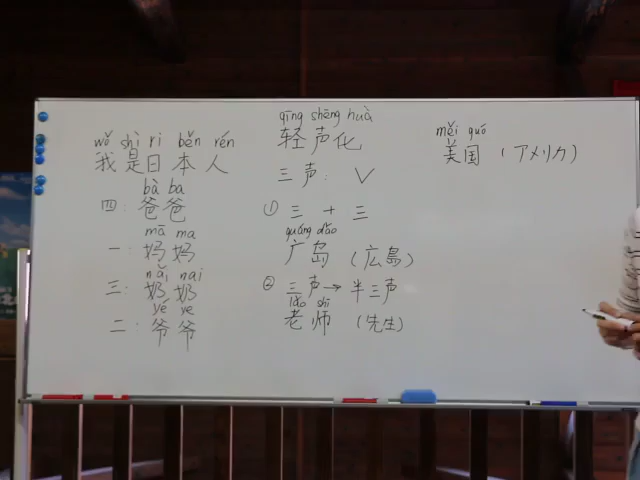 wǒ shì rì běn rén
我是日本人
bà ba
四: 爸爸
mā ma
一: 妈妈
nǎi nai
三: 奶奶
yé ye
二: 爷爷
qīng shēng huà
轻声化
三声: ∨
① 三 + 三
guǎng dǎo
广岛 (広島)
② 三声→半三声
lǎo shī
老师 (先生)
měi guó
美国 (アメリカ)